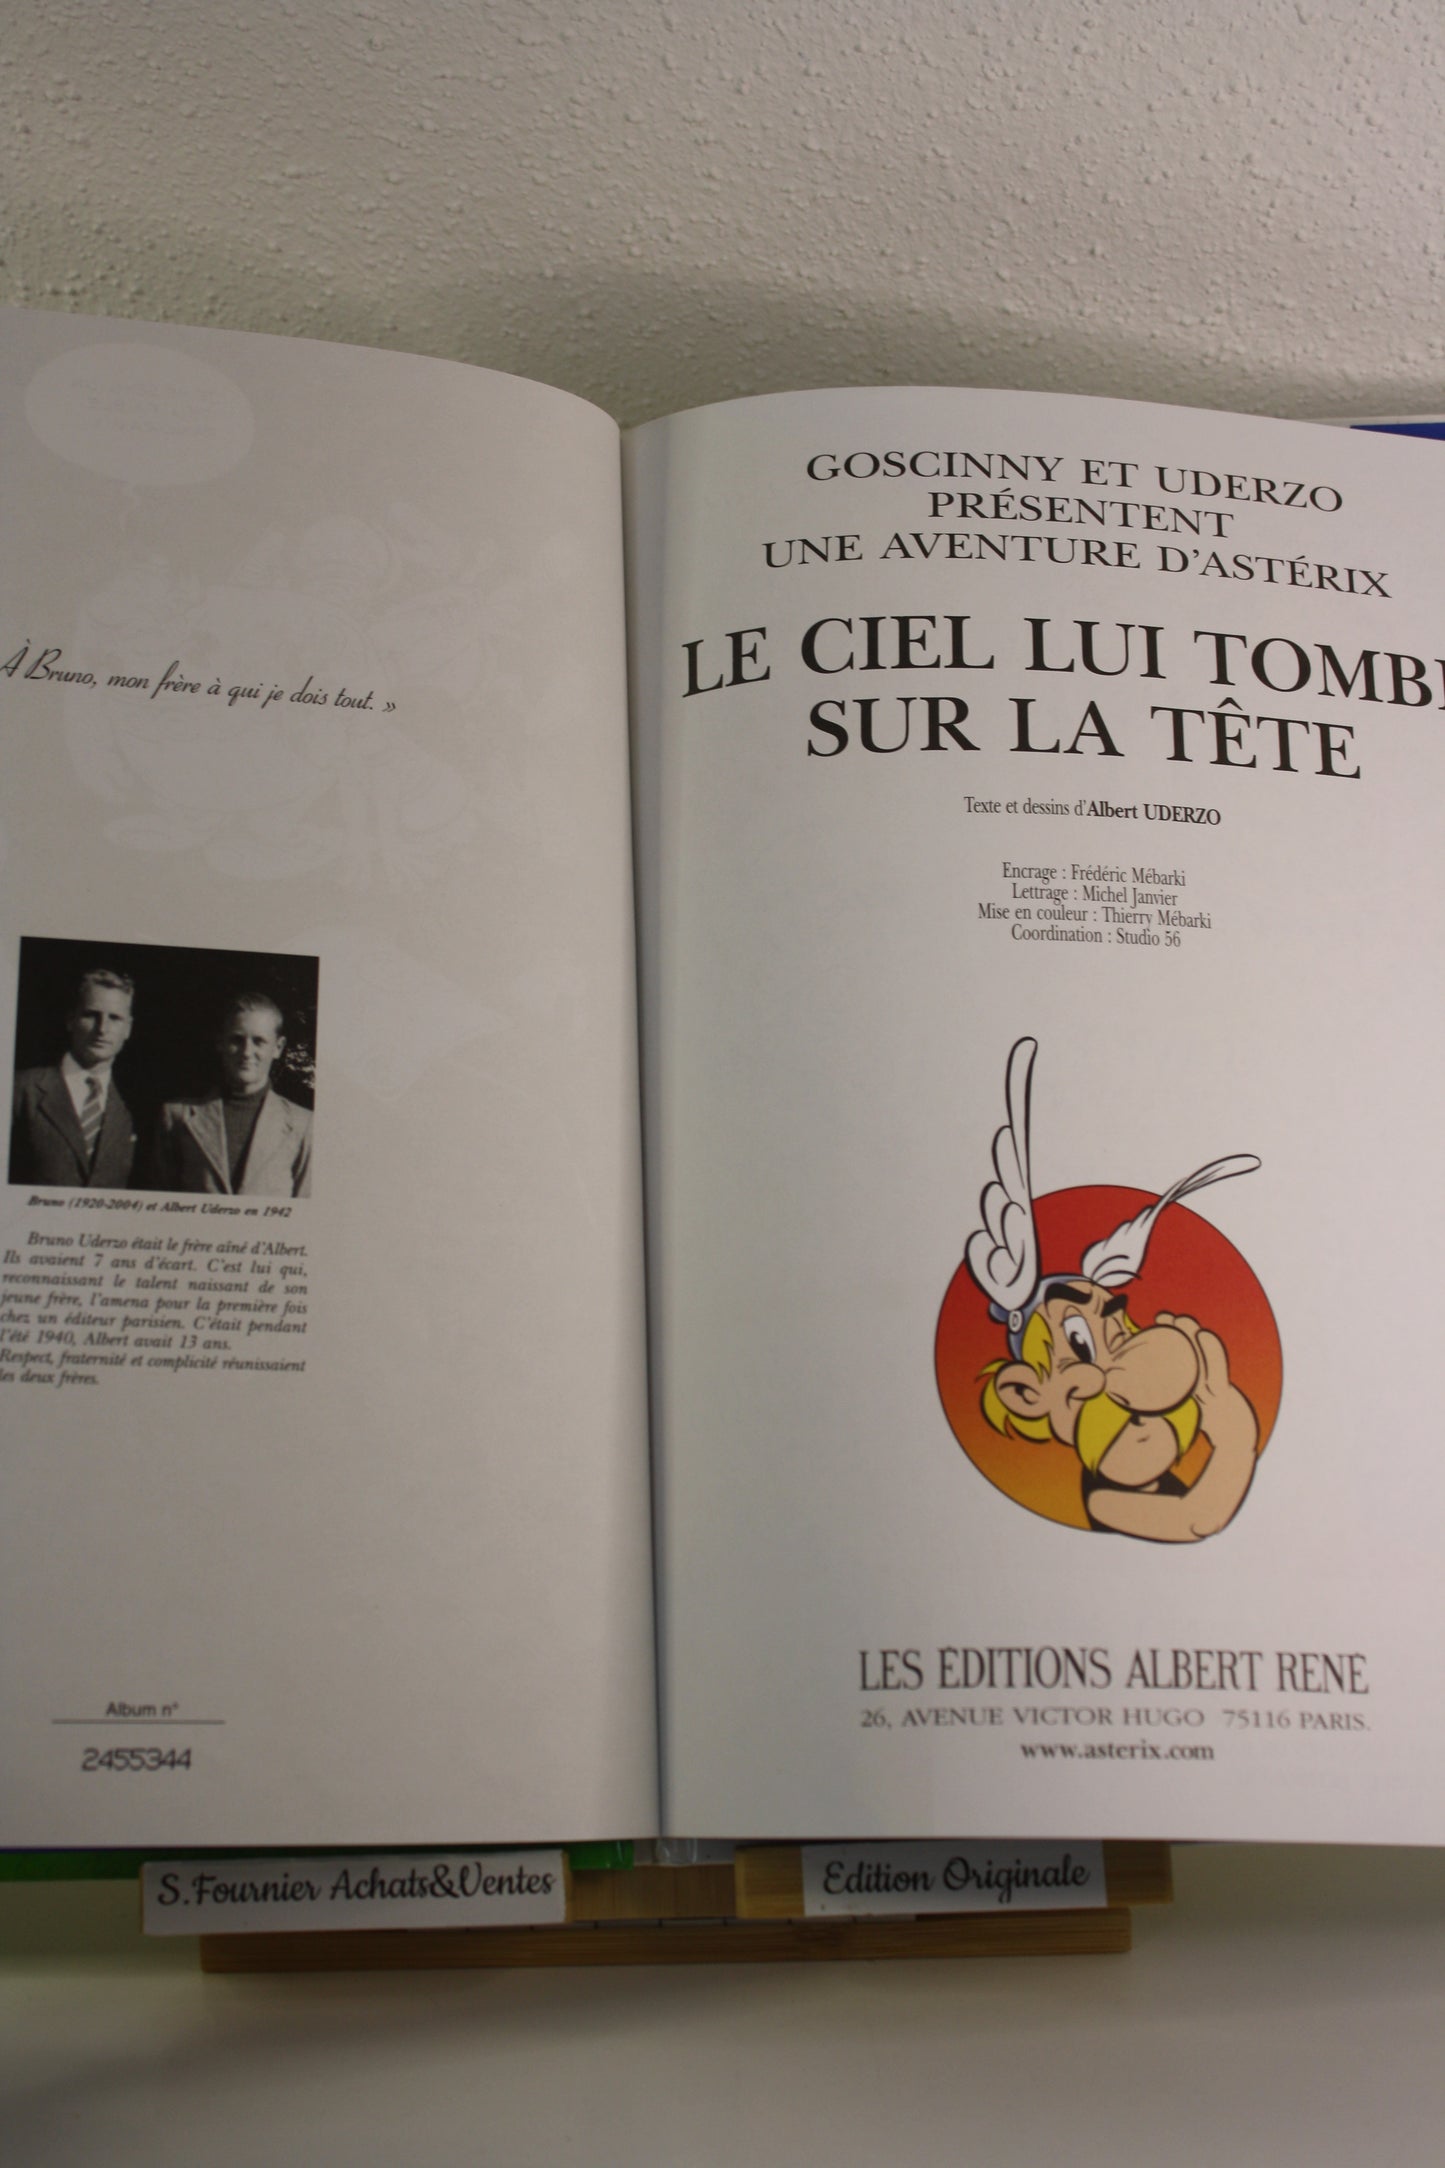 À Bruno, mon frère à qui je dois tout. »
Bruno (1920-2004) et Albert Uderzo en 1942
Bruno Uderzo était le frère aîné d'Albert.
Ils avaient 7 ans d'écart. C'est lui qui,
reconnaissant le talent naissant de son
jeune frère, l'amena pour la première fois
chez un éditeur parisien. C'était pendant
l'été 1940, Albert avait 13 ans.
Respect, fraternité et complicité réunissaient
les deux frères.
Album n°
2455344
GOSCINNY ET UDERZO
PRÉSENTENT
UNE AVENTURE D'ASTÉRIX
LE CIEL LUI TOMBE
SUR LA TÊTE
Texte et dessins d'Albert UDERZO
Encrage : Frédéric Mébarki
Lettrage : Michel Janvier
Mise en couleur : Thierry Mébarki
Coordination : Studio 56
LES ÉDITIONS ALBERT RENÉ
26, AVENUE VICTOR HUGO 75116 PARIS.
www.asterix.com
S.Fournier Achats&Ventes
Edition Originale